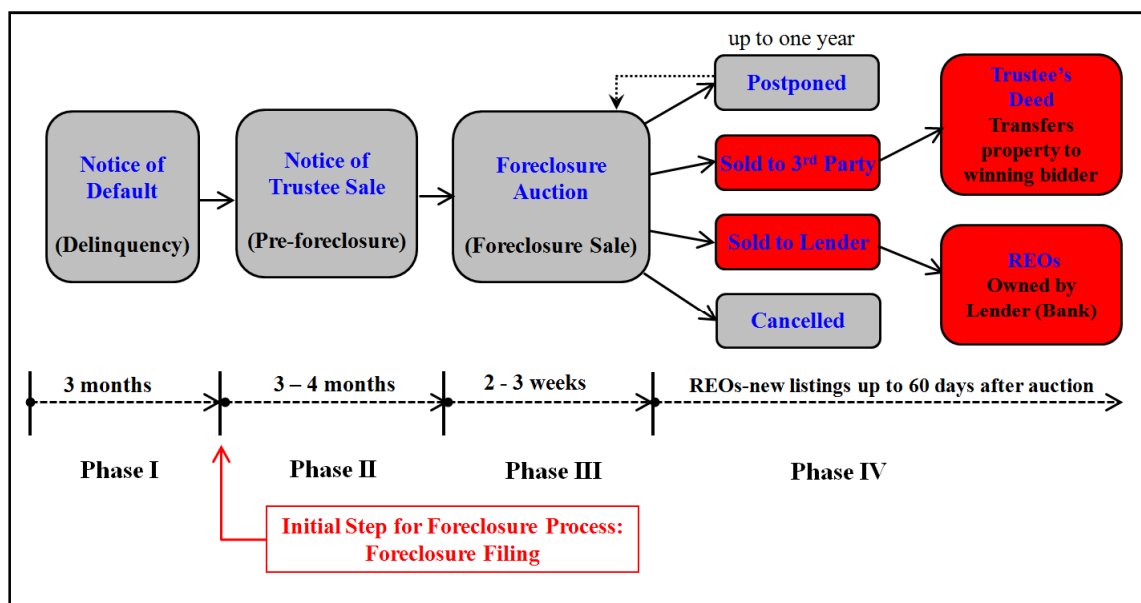 up to one year
Postponed
Trustee's
Deed
Transfers
property to
winning bidder
Notice of
Default
(Delinquency)
Notice of
Trustee Sale
(Pre-foreclosure)
Foreclosure
Auction
(Foreclosure Sale)
Sold to 3rd Party
Sold to Lender
REOs
Owned by
Lender (Bank)
Cancelled
3 months
3 – 4 months
2 - 3 weeks
REOs-new listings up to 60 days after auction
Phase I
Phase II
Phase III
Phase IV
Initial Step for Foreclosure Process:
Foreclosure Filing